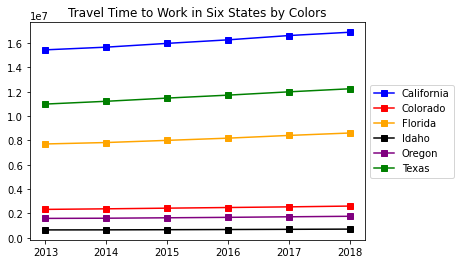 Travel Time to Work in Six States by Colors
1e7
1.6
1.4
1.2
1.0
0.8
0.6
0.4
0.2
0.0
2013 2014 2015 2016 2017 2018
California
Colorado
Florida
Idaho
Oregon
Texas